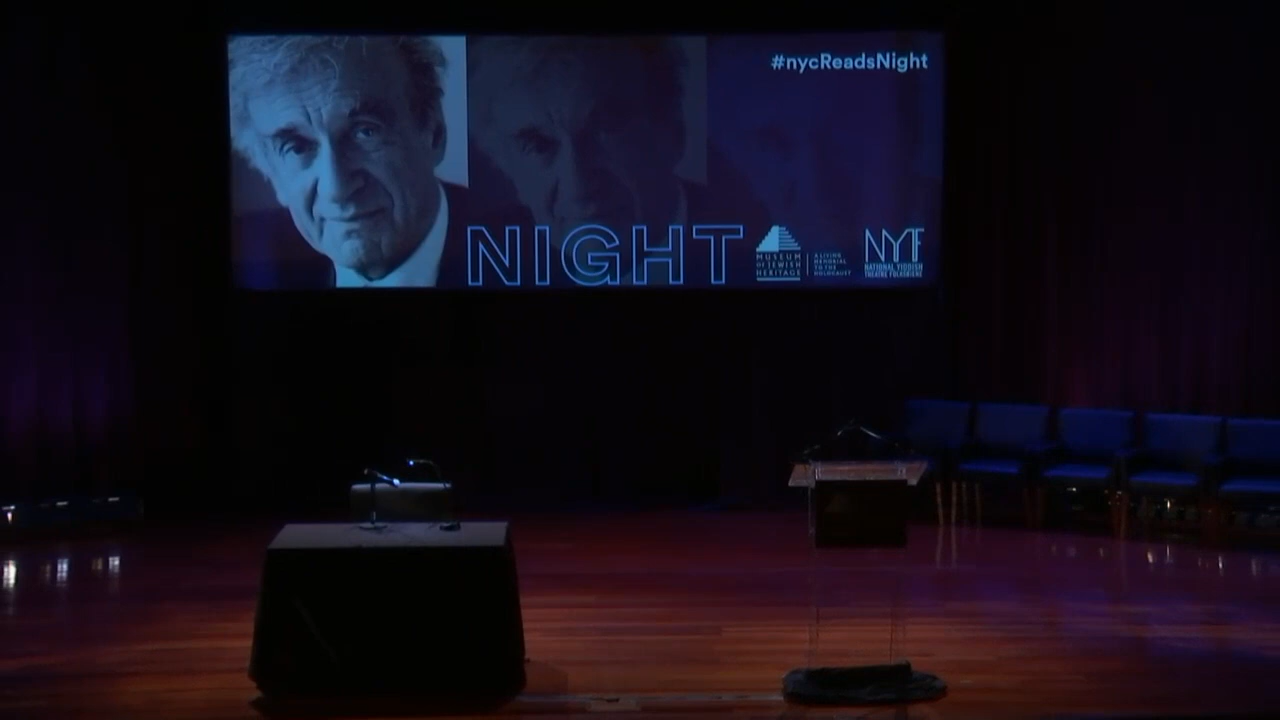 #nycReadsNight
NIGHT
MUSEUM
OF JEWISH
HERITAGE
A LIVING
MEMORIAL
TO THE
HOLOCAUST
NYTF
NATIONAL YIDDISH
THEATRE FOLKSBIENE